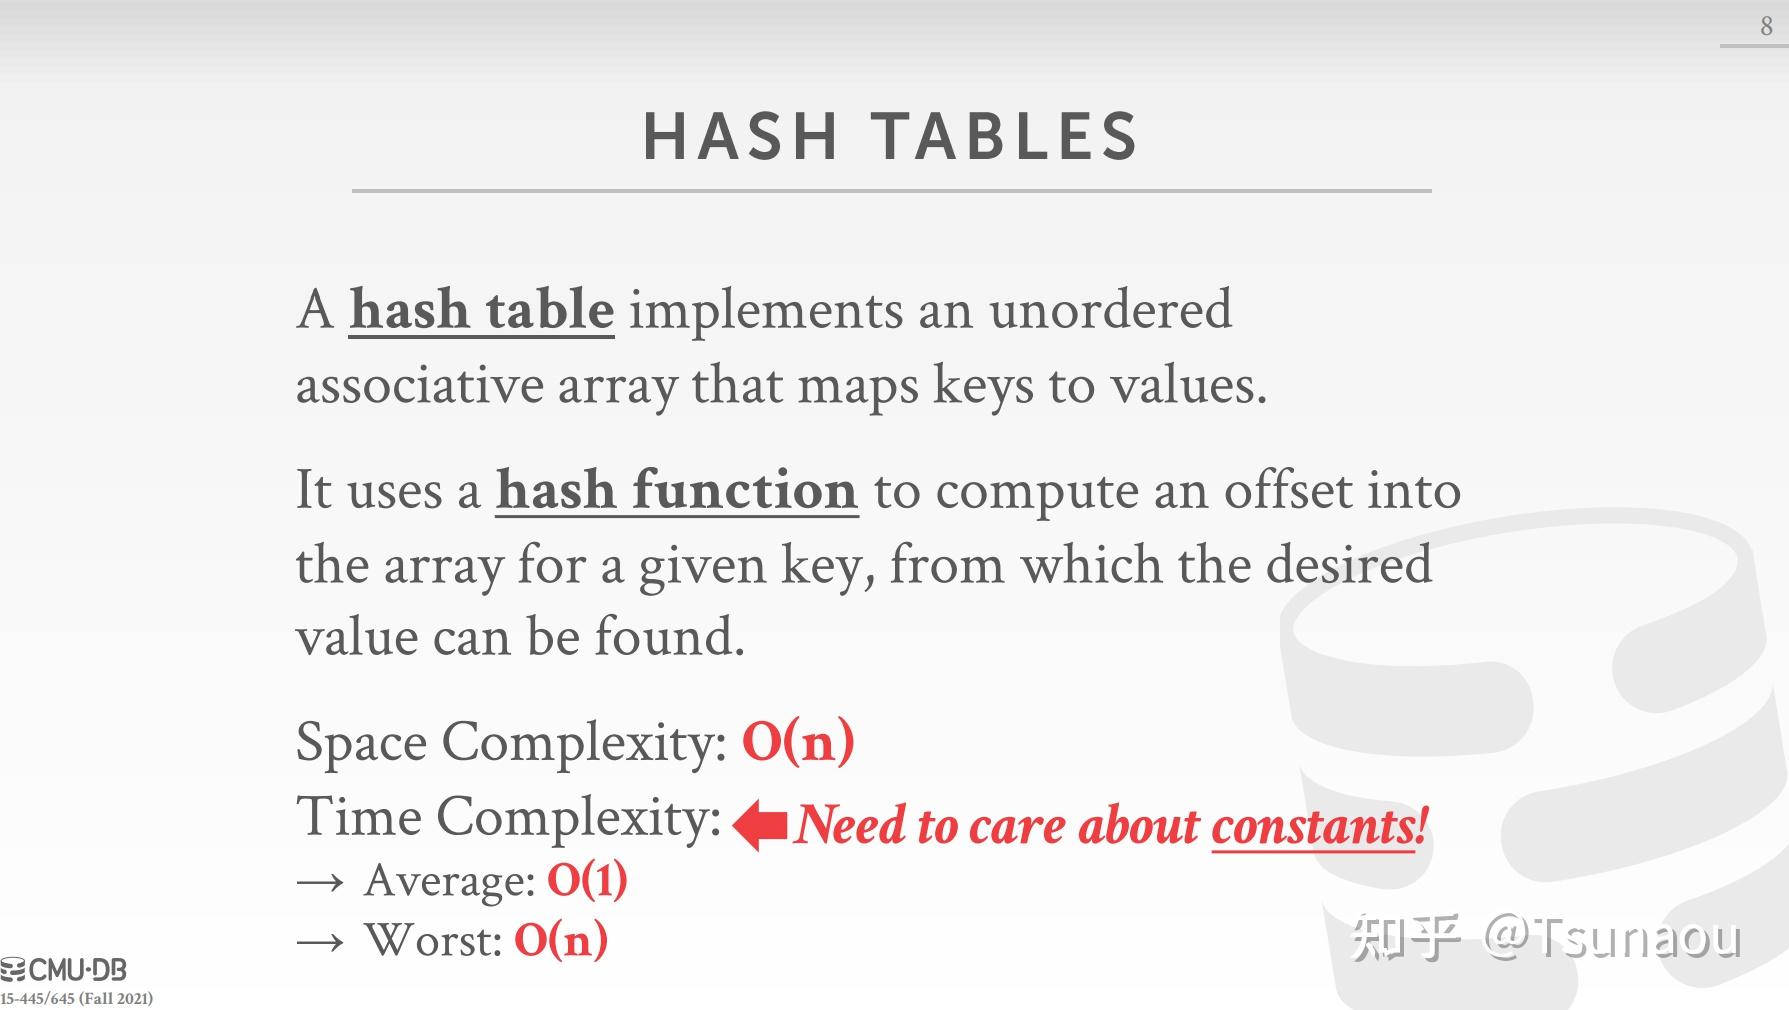 8
HASH TABLES
A hash table implements an unordered
associative array that maps keys to values.
It uses a hash function to compute an offset into
the array for a given key, from which the desired
value can be found.
Space Complexity: O(n)
Time Complexity: Need to care about constants!
→ Average: O(1)
→ Worst: O(n)
知乎 @Tsunaou
CMU·DB
15-445/645 (Fall 2021)